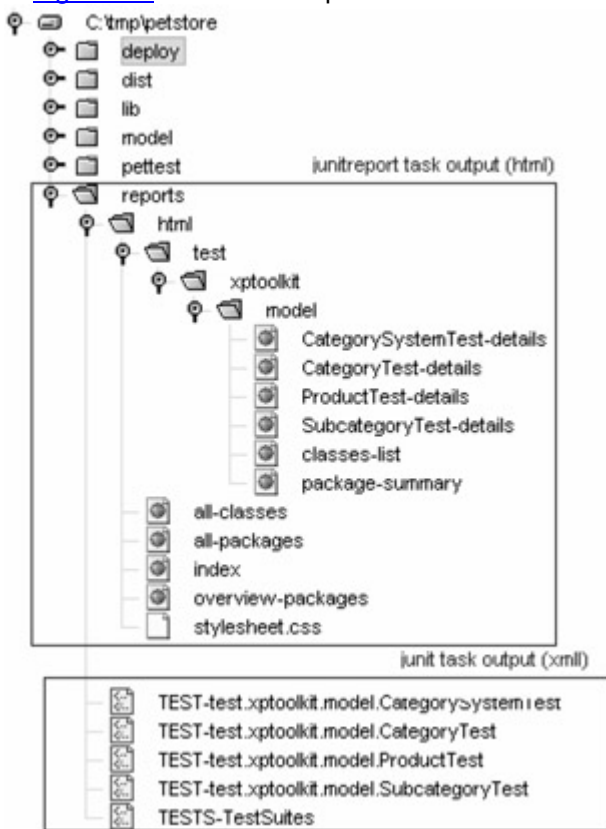 C:\tmp\petstore
deploy
dist
lib
model
pettest
junitreport task output (html)
reports
html
test
xptoolkit
model
CategorySystemTest-details
CategoryTest-details
ProductTest-details
SubcategoryTest-details
classes-list
package-summary
all-classes
all-packages
index
overview-packages
stylesheet.css
junit task output (xmll)
TEST-test.xptoolkit.model.CategorySystemTest
TEST-test.xptoolkit.model.CategoryTest
TEST-test.xptoolkit.model.ProductTest
TEST-test.xptoolkit.model.SubcategoryTest
TESTS-TestSuites